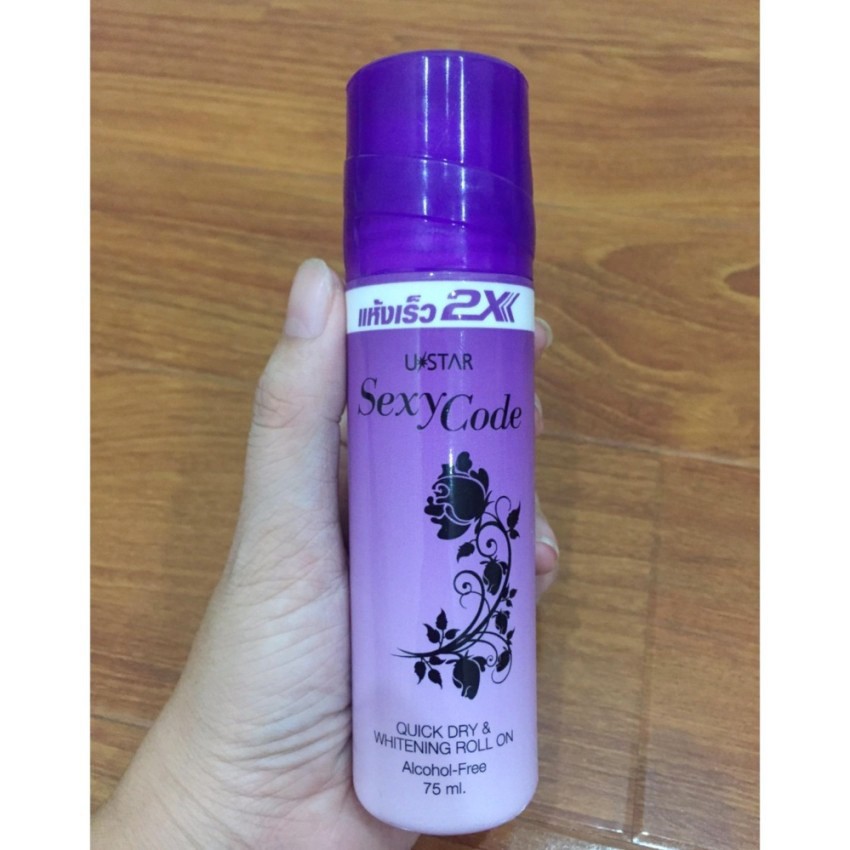 แห้งเร็ว 2X
U★STAR
Sexy Code
QUICK DRY &
WHITENING ROLL ON
Alcohol-Free
75 ml.